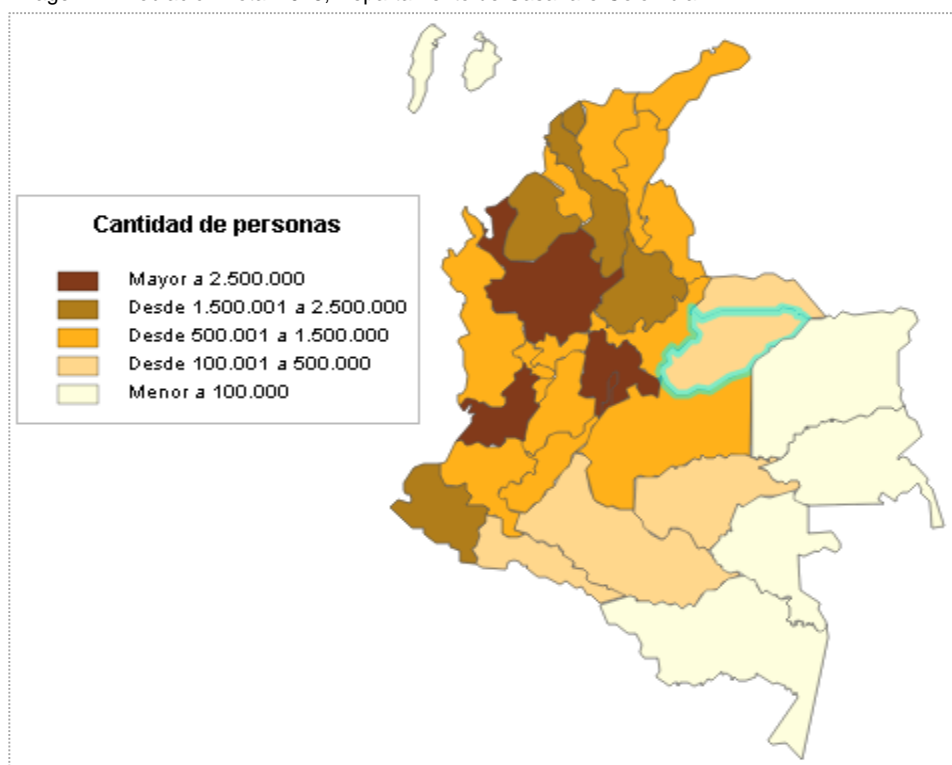 Cantidad de personas
Mayor a 2.500.000
Desde 1.500.001 a 2.500.000
Desde 500.001 a 1.500.000
Desde 100.001 a 500.000
Menor a 100.000